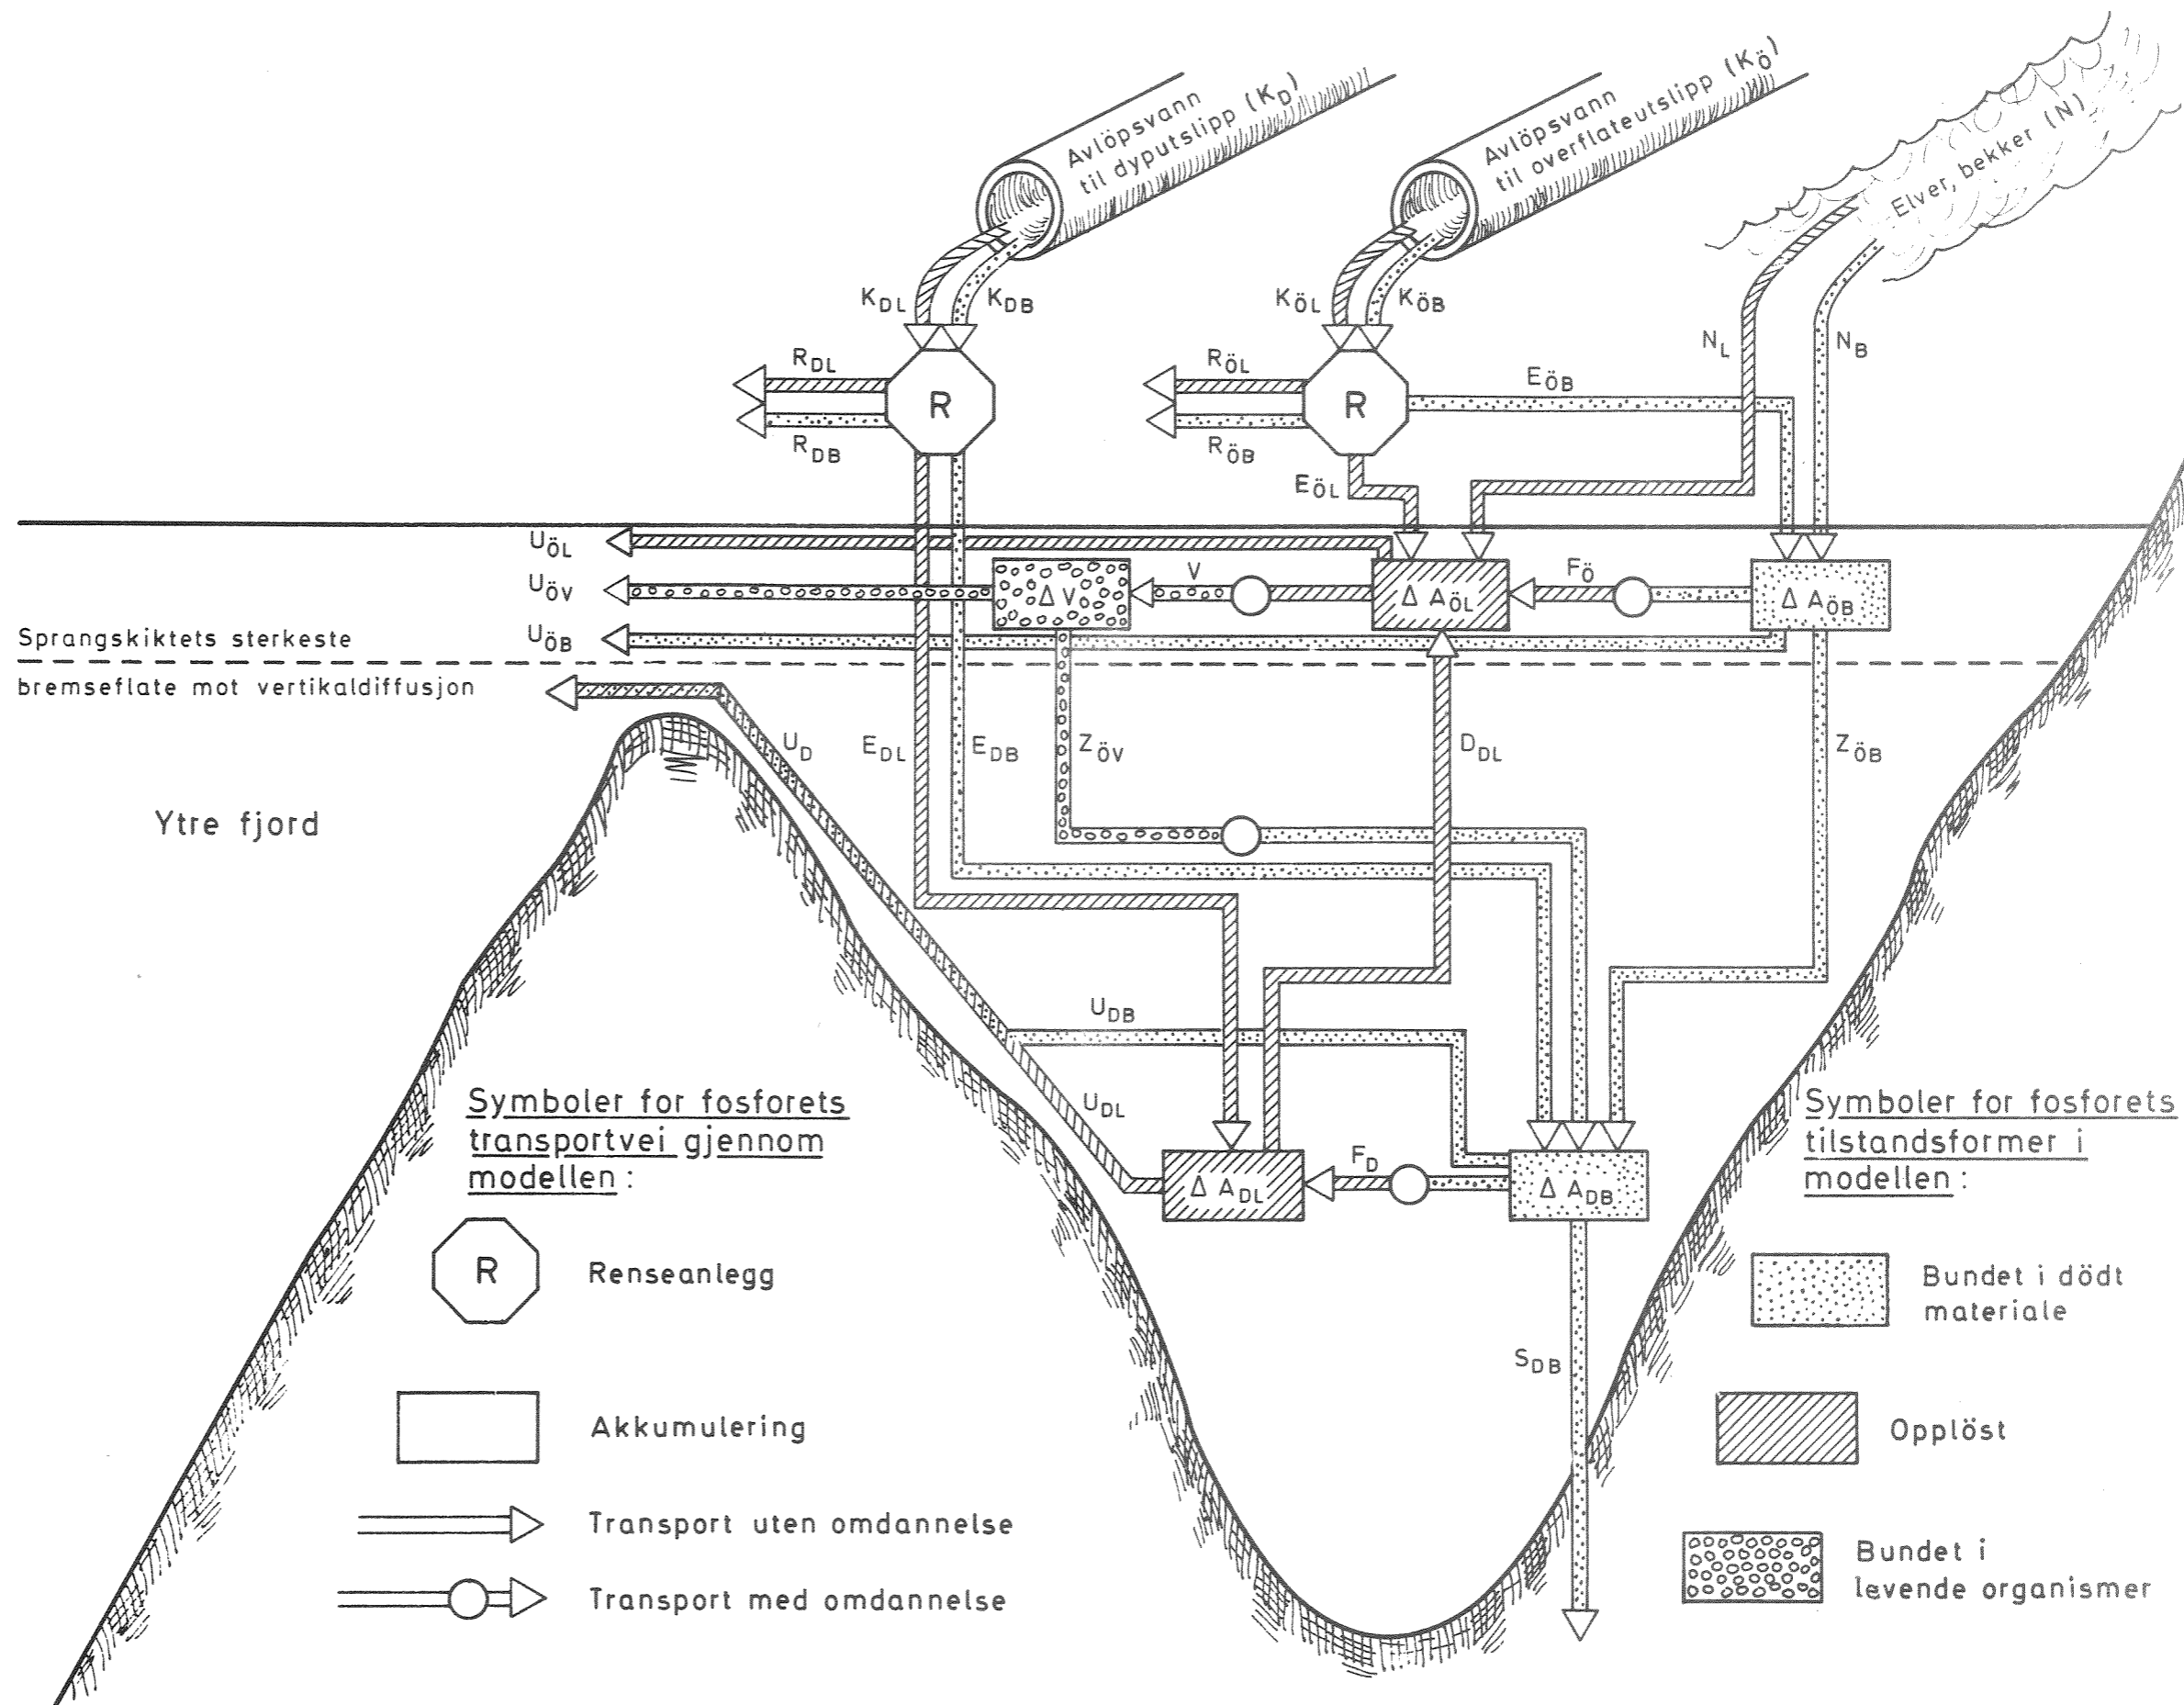 Avlöpsvann
til dyputslipp (K_D)
Avlöpsvann
til overflateutslipp (K_Ö)
Elver, bekker (N)
K_DL
K_DB
K_ÖL
K_ÖB
N_L
N_B
R_DL
R
R_DB
R_ÖL
R
R_ÖB
E_ÖB
E_ÖL
U_ÖL
U_ÖV
Δ V
V
Δ A_ÖL
F_Ö
Δ A_ÖB
U_ÖB
Sprangskiktets sterkeste
bremseflate mot vertikaldiffusjon
U_D
E_DL
E_DB
Z_ÖV
D_DL
Z_ÖB
Ytre fjord
U_DB
U_DL
Δ A_DL
F_D
Δ A_DB
S_DB
Symboler for fosforets
transportvei gjennom
modellen :
R
Renseanlegg
Akkumulering
Transport uten omdannelse
Transport med omdannelse
Symboler for fosforets
tilstandsformer i
modellen :
Bundet i dödt
materiale
Opplöst
Bundet i
levende organismer